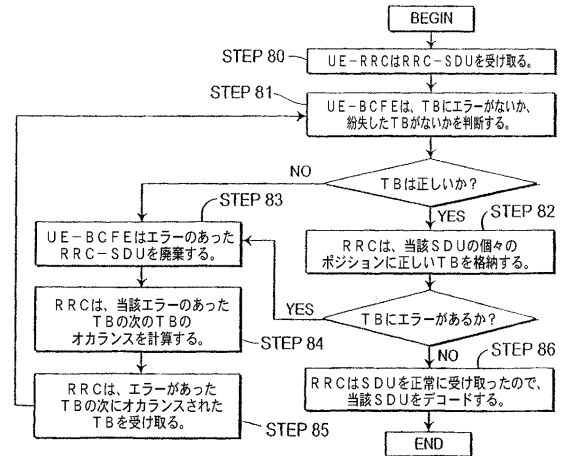 BEGIN
STEP 80
UE-RRCはRRC-SDUを受け取る。
STEP 81
UE-BCFEは、TBにエラーがないか、
紛失したTBがないかを判断する。
TBは正しいか？
NO
YES
STEP 82
RRCは、当該SDUの個々の
ポジションに正しいTBを格納する。
STEP 83
UE-BCFEはエラーのあった
RRC-SDUを廃棄する。
TBにエラーがあるか？
YES
NO
RRCは、当該エラーのあった
TBの次のTBの
オカランスを計算する。
STEP 84
STEP 86
RRCはSDUを正常に受け取ったので、
当該SDUをデコードする。
RRCは、エラーがあった
TBの次にオカランスされた
TBを受け取る。
STEP 85
END